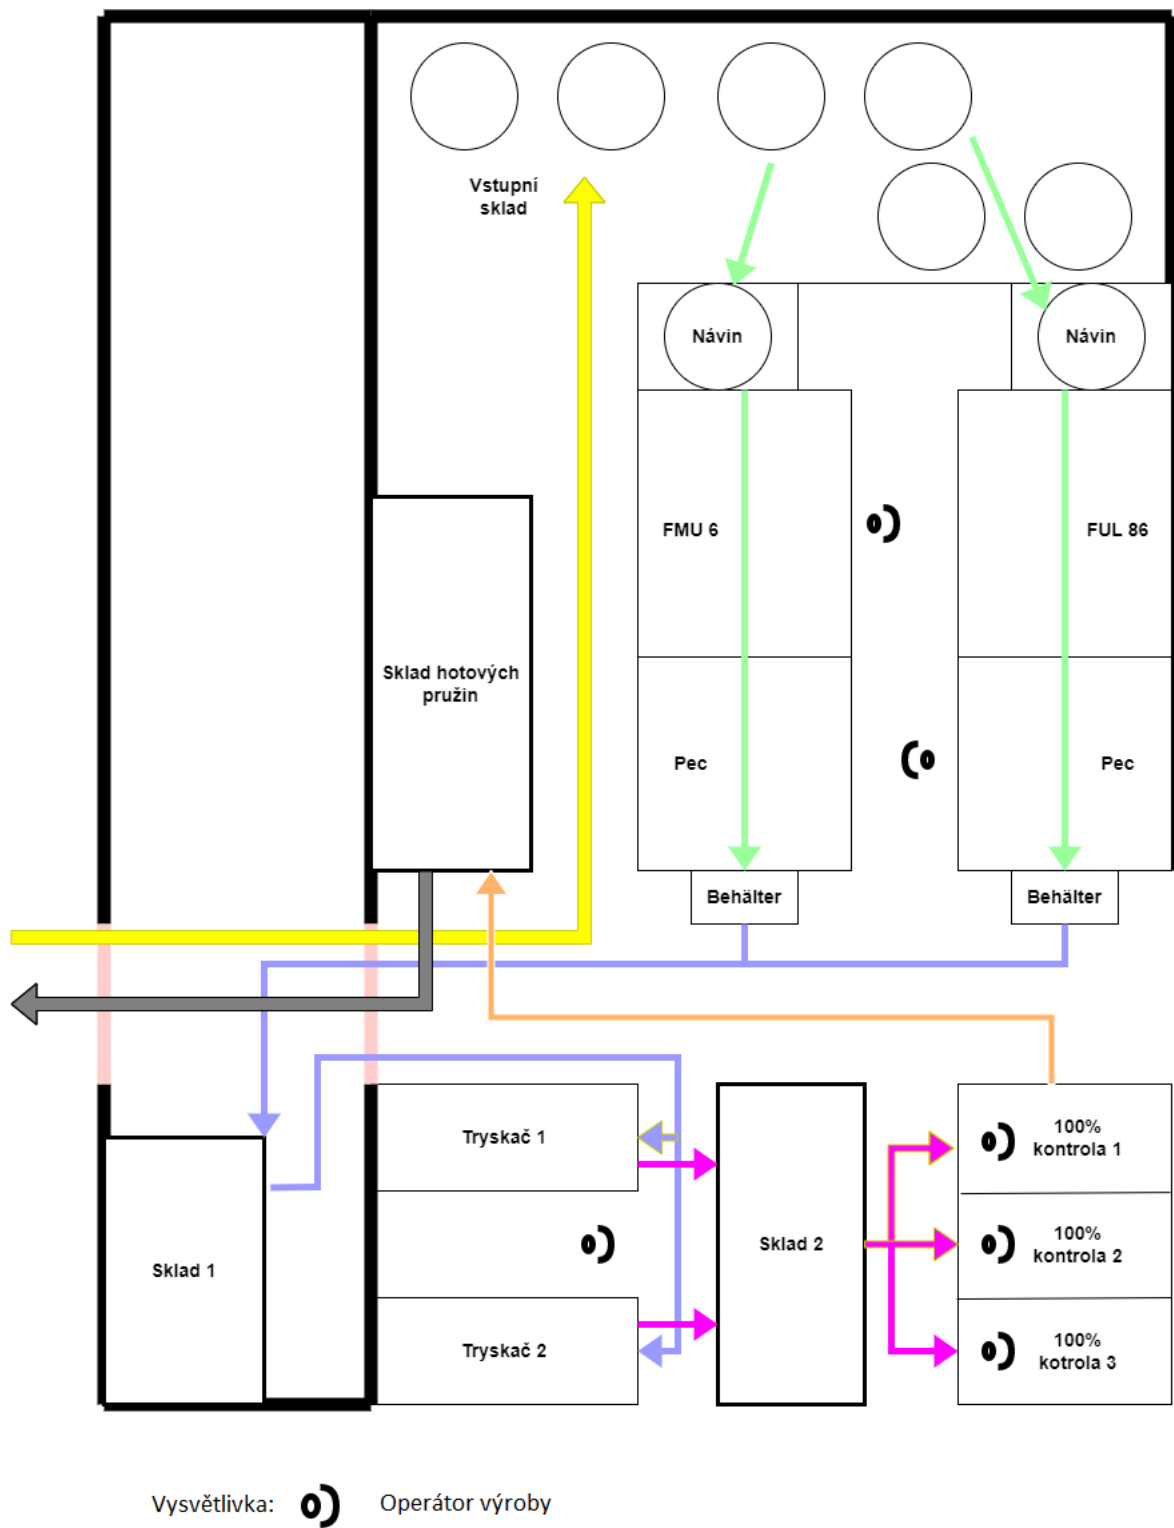 Vstupní
sklad
Návin
Návin
FMU 6
FUL 86
Sklad hotových
pružin
Pec
Pec
Behälter
Behälter
Tryskač 1
100%
kontrola 1
Sklad 2
100%
kontrola 2
Sklad 1
Tryskač 2
100%
kotrola 3
Vysvětlivka: Operátor výroby